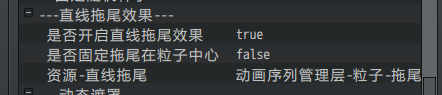 ---直线拖尾效果---
是否开启直线拖尾效果 true
是否固定拖尾在粒子中心 false
资源-直线拖尾 动画序列管理层-粒子-拖尾